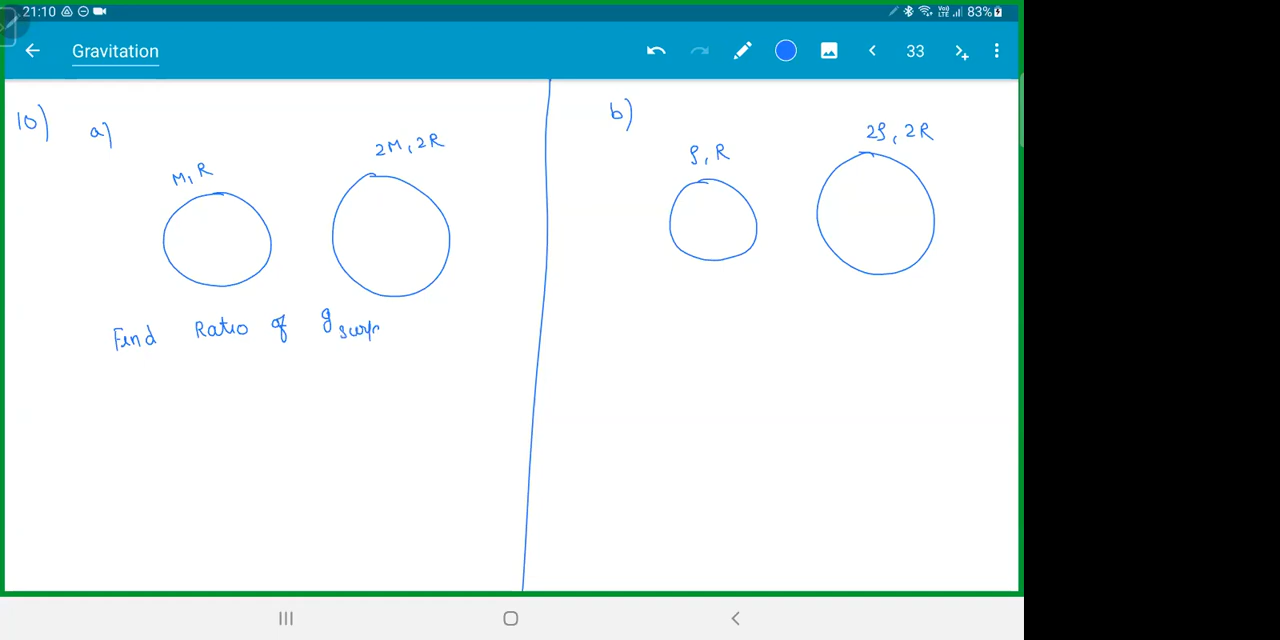 21:10
83%
Gravitation
33
10)
a)
M, R
2M, 2R
Find Ratio of g surf
b)
ρ, R
2ρ, 2R